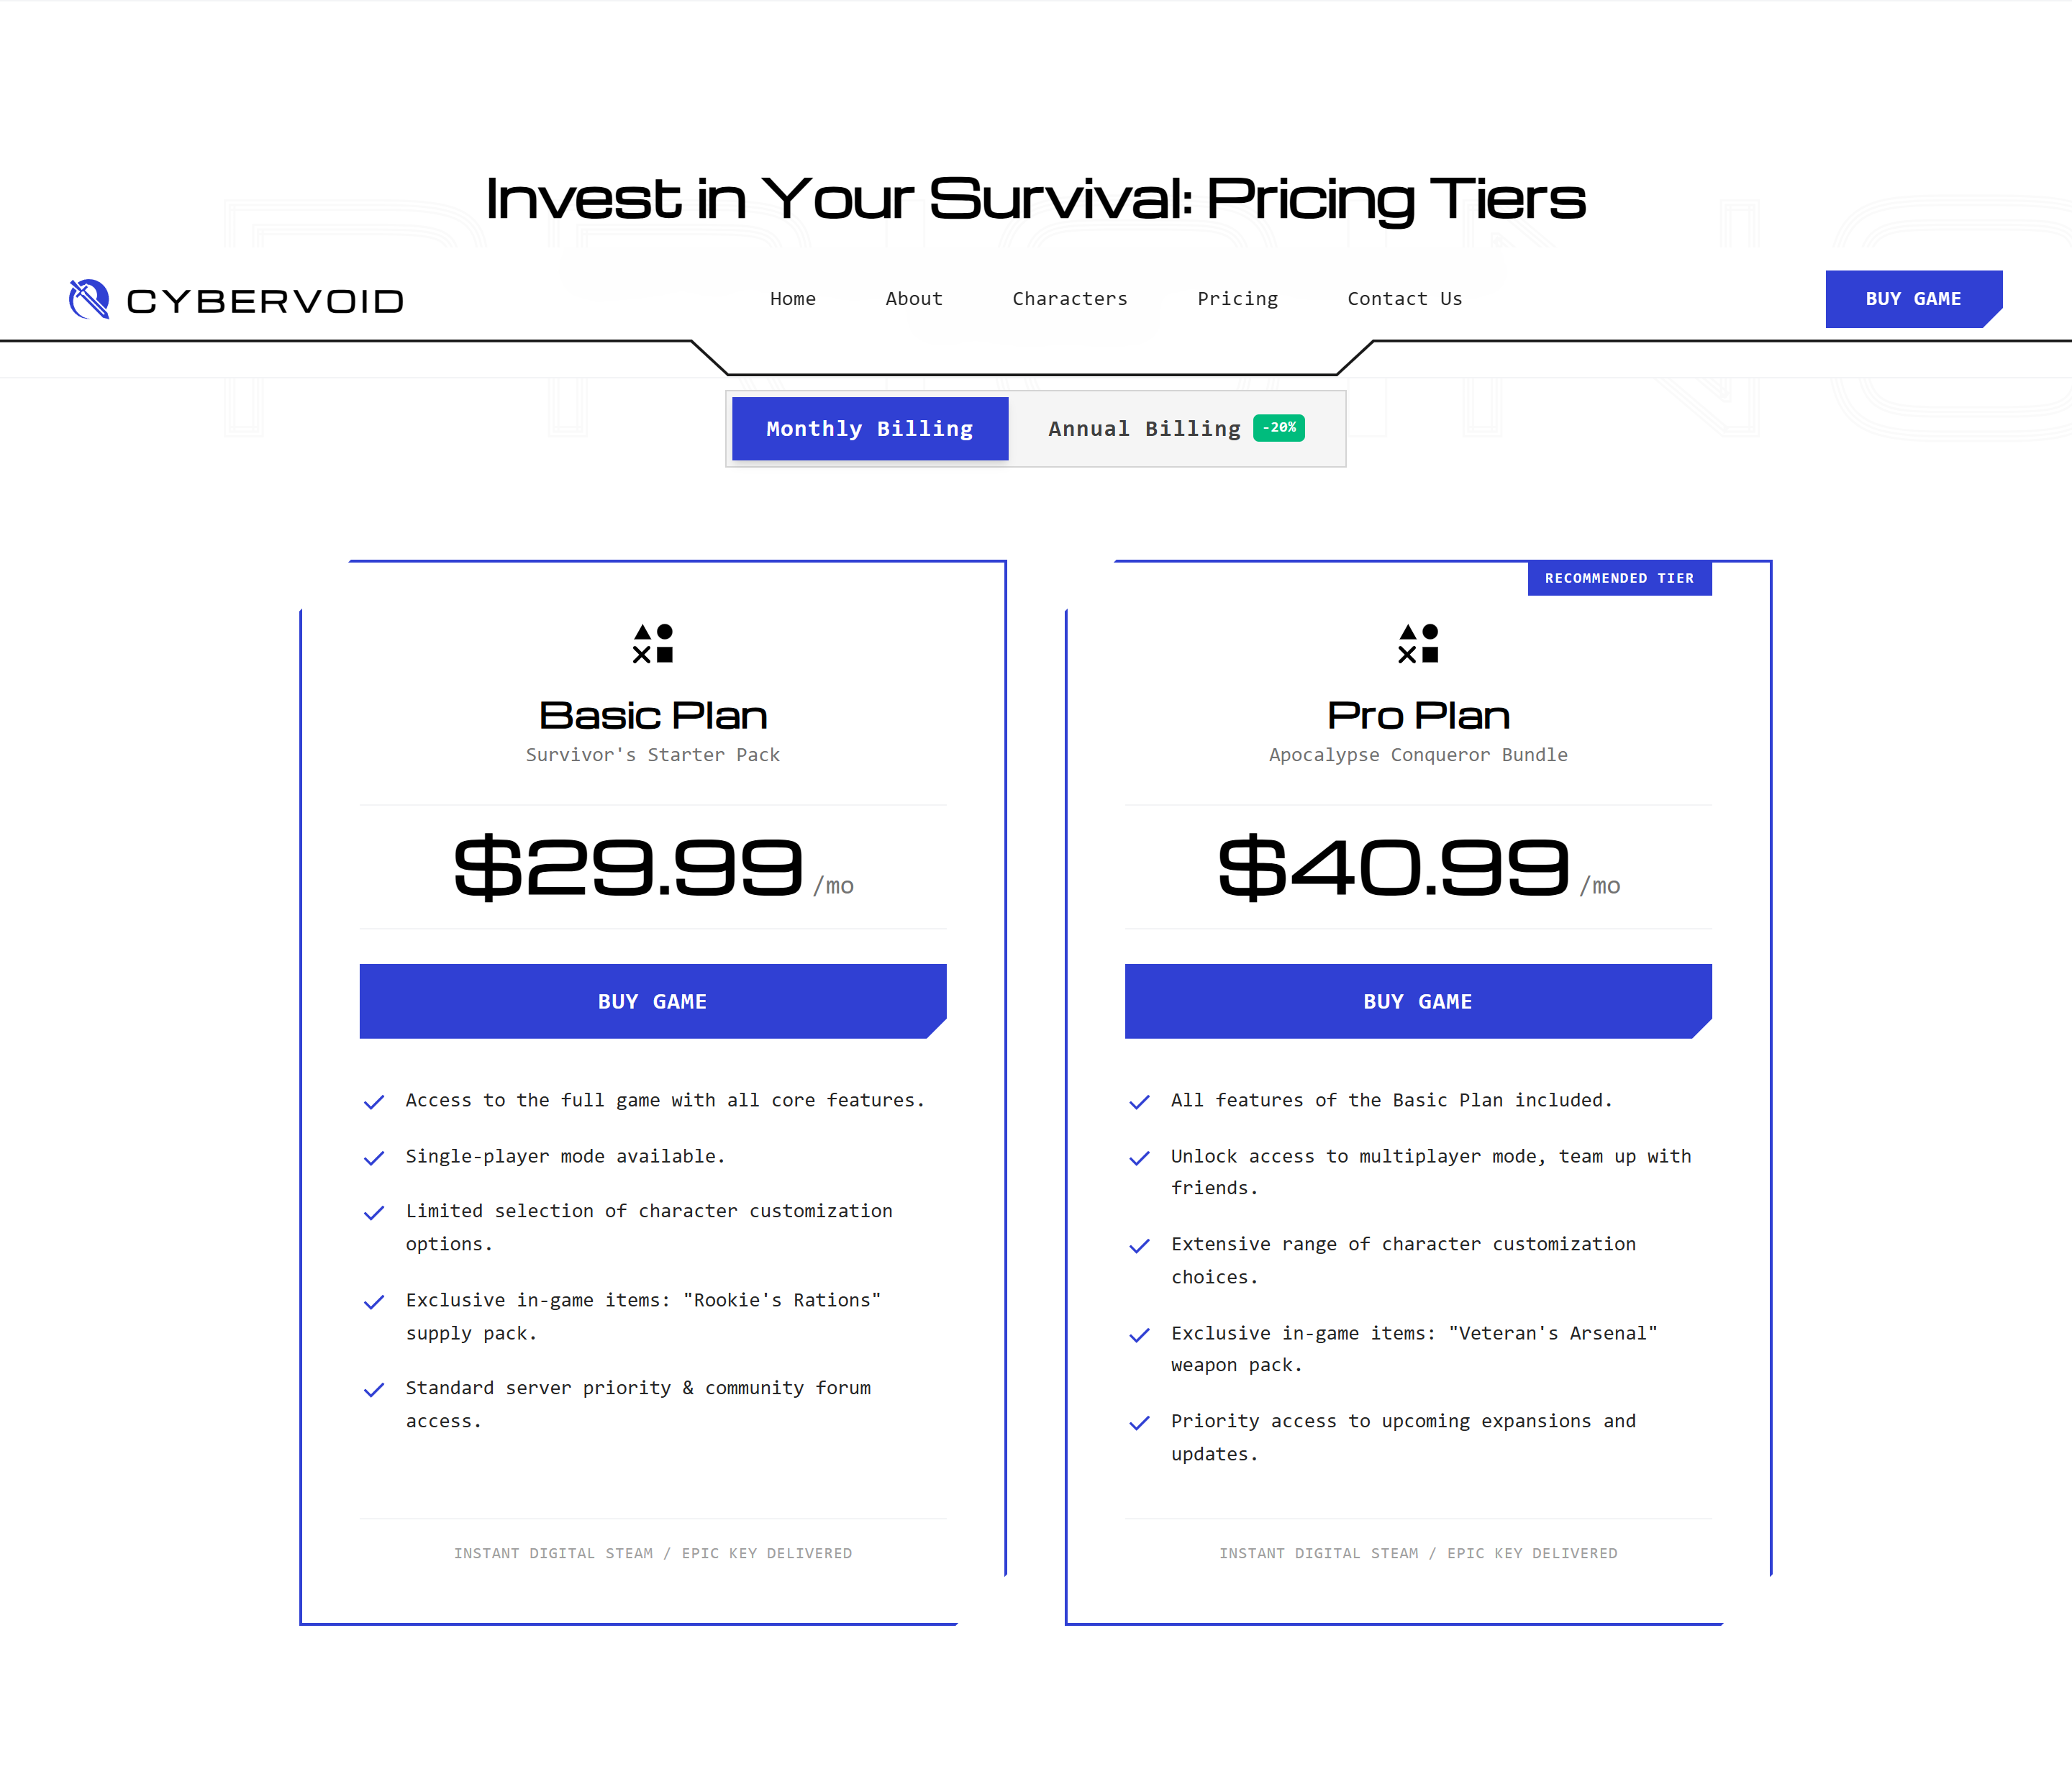 Invest in Your Survival: Pricing Tiers
PRICING
CYBERVOID
Home
About
Characters
Pricing
Contact Us
BUY GAME
Monthly Billing
Annual Billing -20%
Basic Plan
Survivor's Starter Pack
$29.99 /mo
BUY GAME
Access to the full game with all core features.
Single-player mode available.
Limited selection of character customization
options.
Exclusive in-game items: "Rookie's Rations"
supply pack.
Standard server priority & community forum
access.
INSTANT DIGITAL STEAM / EPIC KEY DELIVERED
RECOMMENDED TIER
Pro Plan
Apocalypse Conqueror Bundle
$40.99 /mo
BUY GAME
All features of the Basic Plan included.
Unlock access to multiplayer mode, team up with
friends.
Extensive range of character customization
choices.
Exclusive in-game items: "Veteran's Arsenal"
weapon pack.
Priority access to upcoming expansions and
updates.
INSTANT DIGITAL STEAM / EPIC KEY DELIVERED